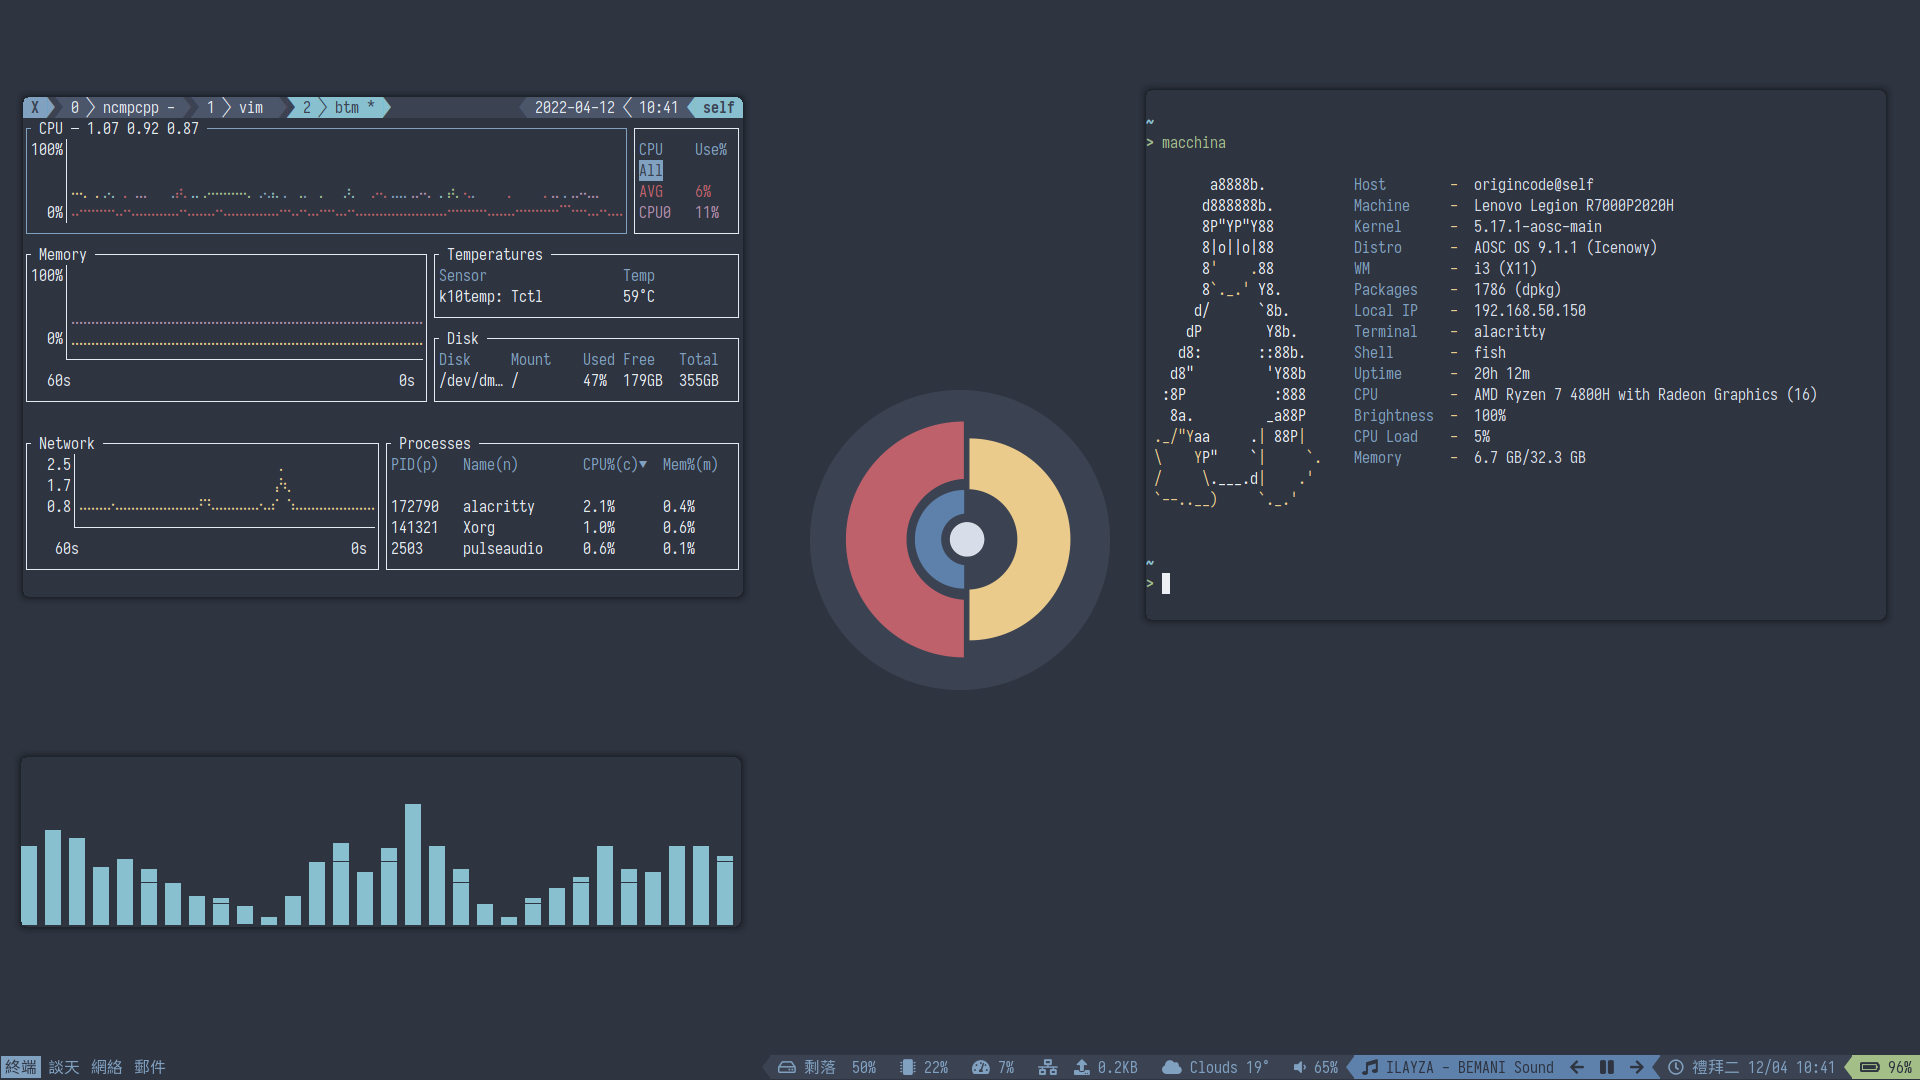 X 0 ncmpcpp - 1 vim 2 btm * 2022-04-12 10:41 self
CPU — 1.07 0.92 0.87
100%
0%
CPU Use%
All
AVG 6%
CPU0 11%
Memory
100%
0%
60s 0s
Temperatures
Sensor Temp
k10temp: Tctl 59°C
Disk
Disk Mount Used Free Total
/dev/dm… / 47% 179GB 355GB
Network
2.5
1.7
0.8
60s 0s
Processes
PID(p) Name(n) CPU%(c)▼ Mem%(m)
172790 alacritty 2.1% 0.4%
141321 Xorg 1.0% 0.6%
2503 pulseaudio 0.6% 0.1%
~
> macchina
a8888b. Host - origincode@self
d888888b. Machine - Lenovo Legion R7000P2020H
8P"YP"Y88 Kernel - 5.17.1-aosc-main
8|o||o|88 Distro - AOSC OS 9.1.1 (Icenowy)
8' .88 WM - i3 (X11)
8`._.' Y8. Packages - 1786 (dpkg)
d/ `8b. Local IP - 192.168.50.150
dP Y8b. Terminal - alacritty
d8: ::88b. Shell - fish
d8" 'Y88b Uptime - 20h 12m
:8P :888 CPU - AMD Ryzen 7 4800H with Radeon Graphics (16)
8a. _a88P Brightness - 100%
._/"Yaa .| 88P| CPU Load - 5%
\ YP" `| `. Memory - 6.7 GB/32.3 GB
/ \.___.d| .'
`--..__) `._.'
~
>
終端 談天 網絡 郵件 剩落 50% 22% 7% 0.2KB Clouds 19° 65% ILAYZA - BEMANI Sound 禮拜二 12/04 10:41 96%